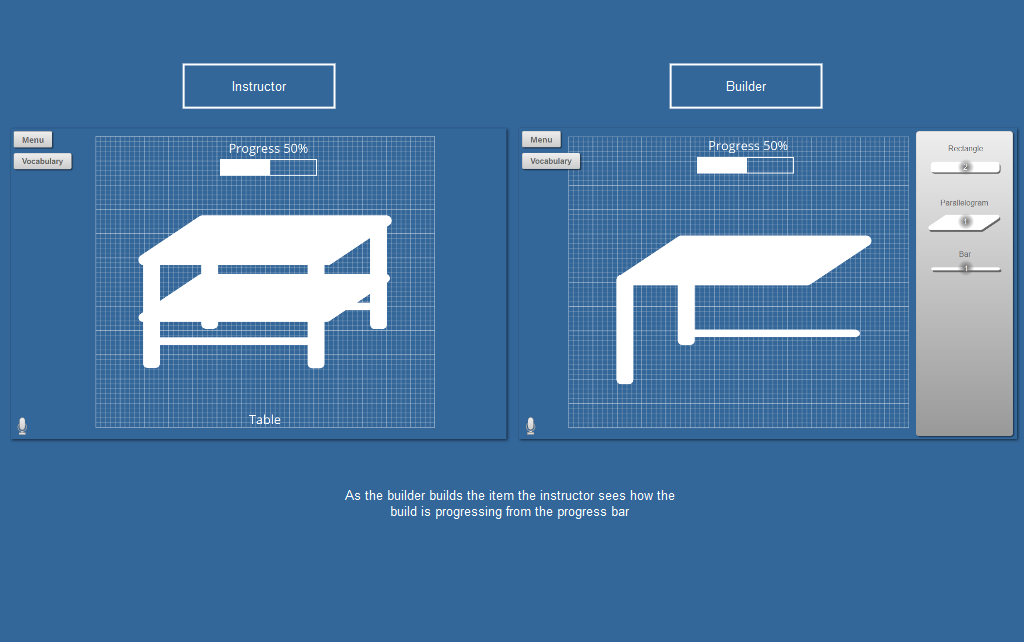 Instructor
Builder
Menu
Vocabulary
Progress 50%
Table
Menu
Vocabulary
Progress 50%
Rectangle
2
Parallelogram
1
Bar
1
As the builder builds the item the instructor sees how the
build is progressing from the progress bar